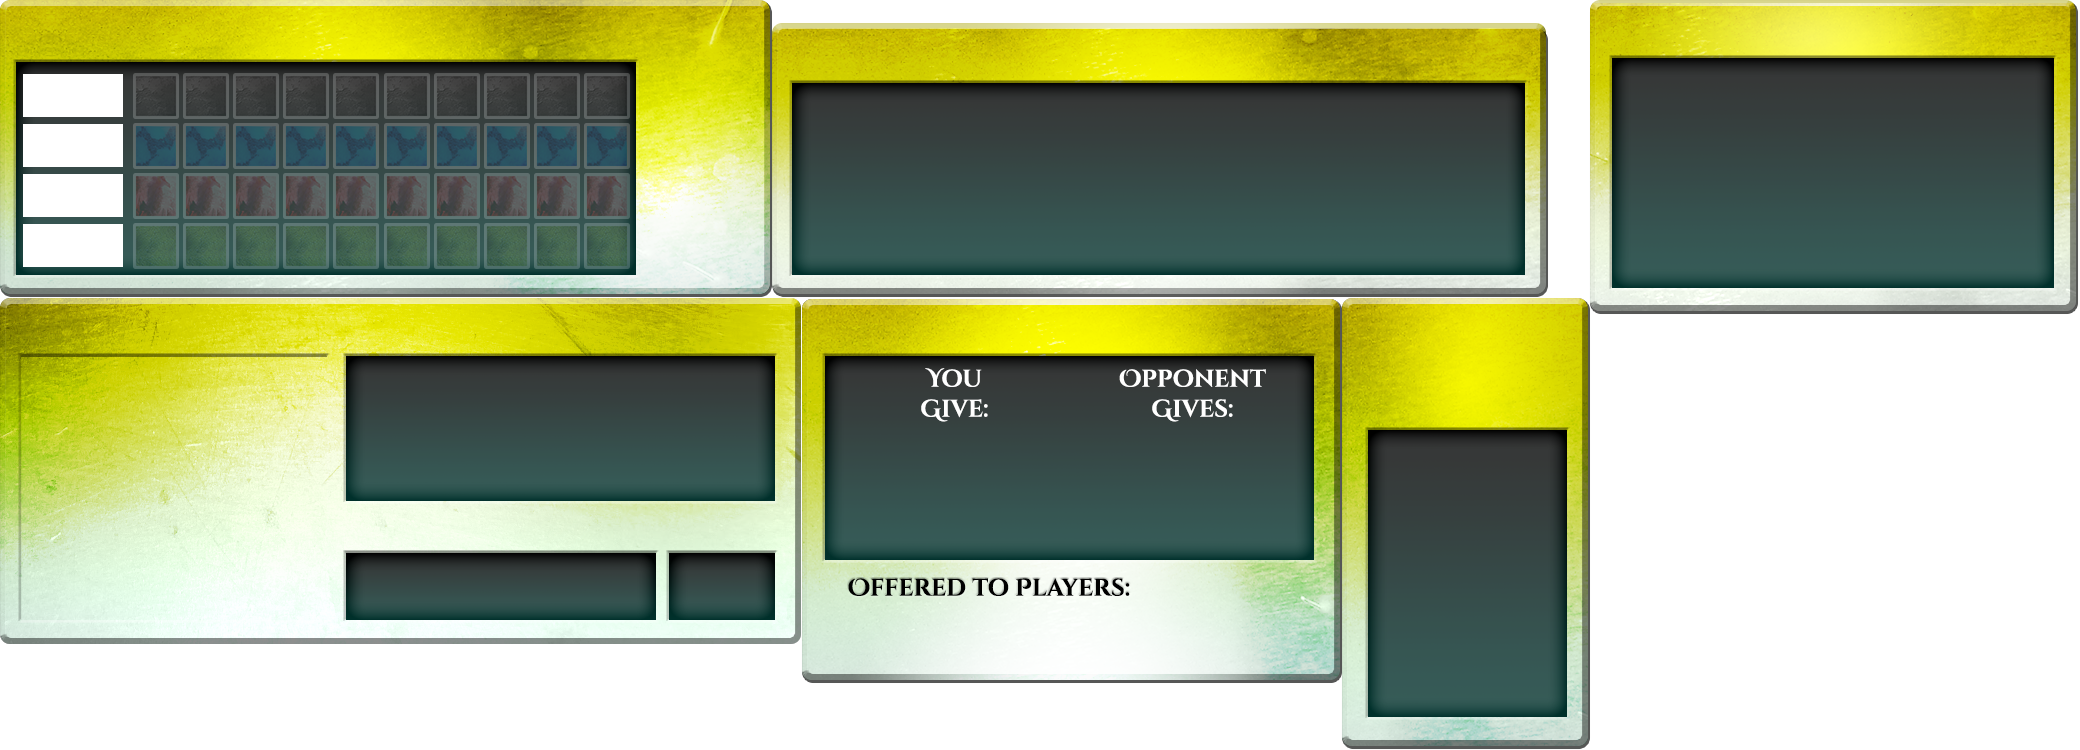 YOU
GIVE:
OPPONENT
GIVES:
OFFERED TO PLAYERS: